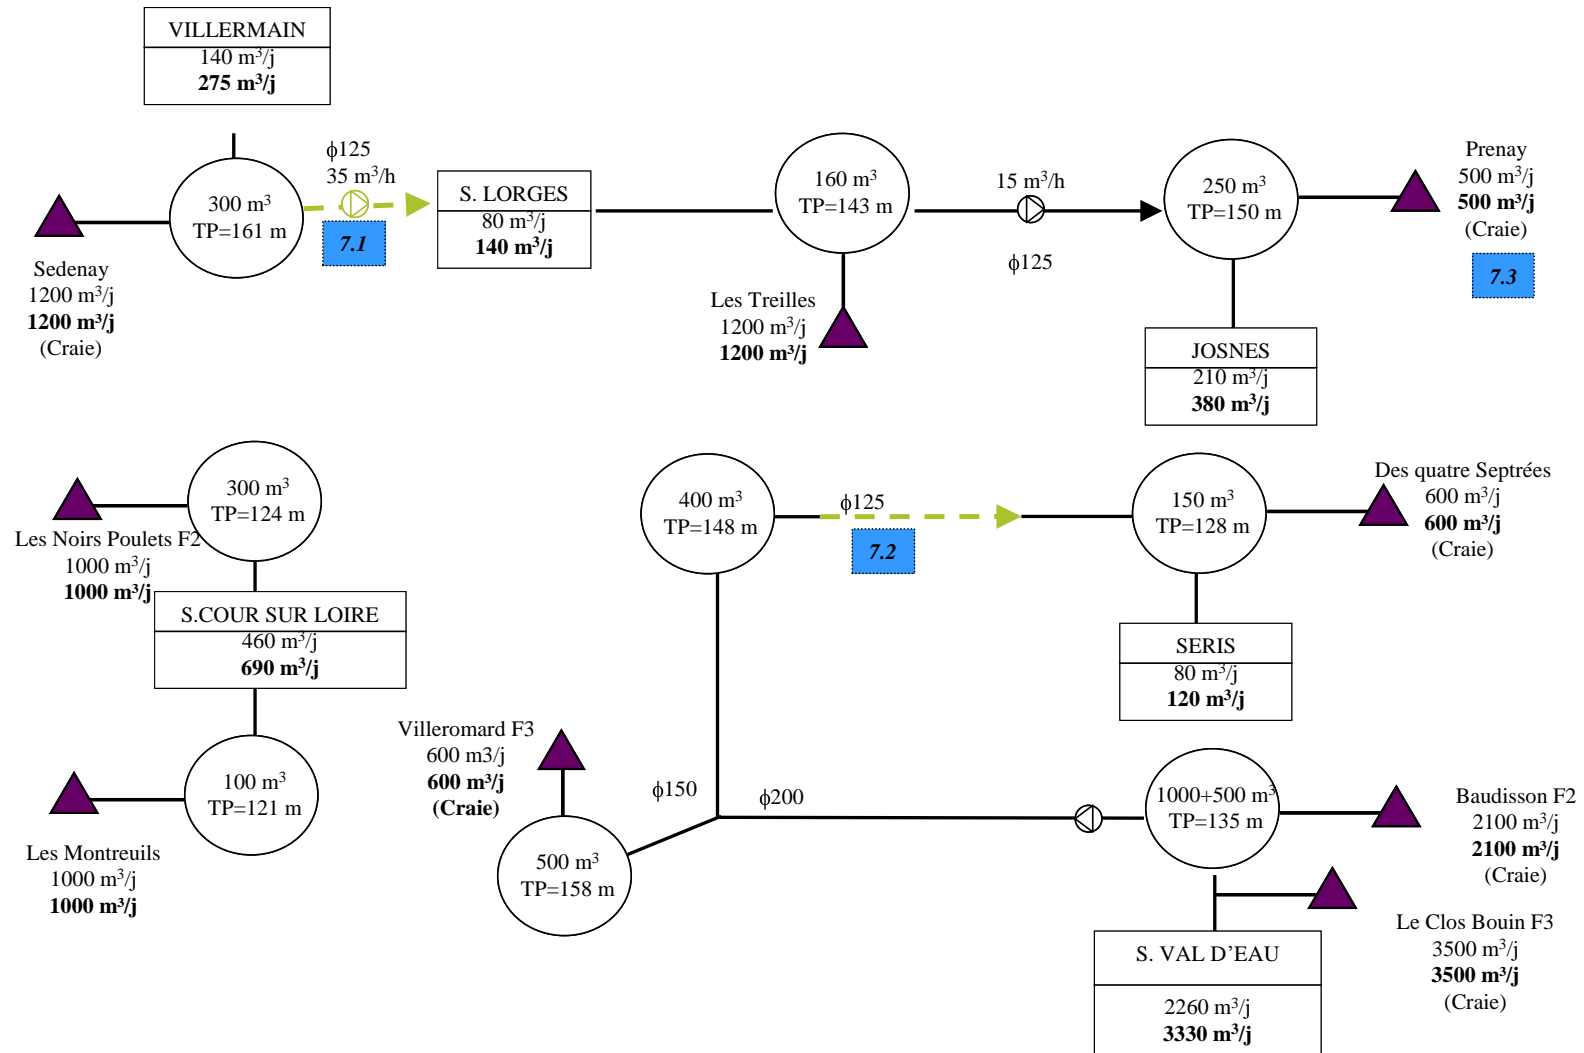 VILLERMAIN
140 m³/j
275 m³/j
300 m³
TP=161 m
Sedenay
1200 m³/j
1200 m³/j
(Craie)
ϕ125
35 m³/h
7.1
S. LORGES
80 m³/j
140 m³/j
160 m³
TP=143 m
Les Treilles
1200 m³/j
1200 m³/j
15 m³/h
ϕ125
250 m³
TP=150 m
Prenay
500 m³/j
500 m³/j
(Craie)
7.3
JOSNES
210 m³/j
380 m³/j
300 m³
TP=124 m
Les Noirs Poulets F2
1000 m³/j
1000 m³/j
S.COUR SUR LOIRE
460 m³/j
690 m³/j
100 m³
TP=121 m
Les Montreuils
1000 m³/j
1000 m³/j
400 m³
TP=148 m
ϕ125
7.2
150 m³
TP=128 m
Des quatre Septrées
600 m³/j
600 m³/j
(Craie)
SERIS
80 m³/j
120 m³/j
Villeromard F3
600 m3/j
600 m³/j
(Craie)
500 m³
TP=158 m
ϕ150
ϕ200
1000+500 m³
TP=135 m
Baudisson F2
2100 m³/j
2100 m³/j
(Craie)
Le Clos Bouin F3
3500 m³/j
3500 m³/j
(Craie)
S. VAL D’EAU
2260 m³/j
3330 m³/j